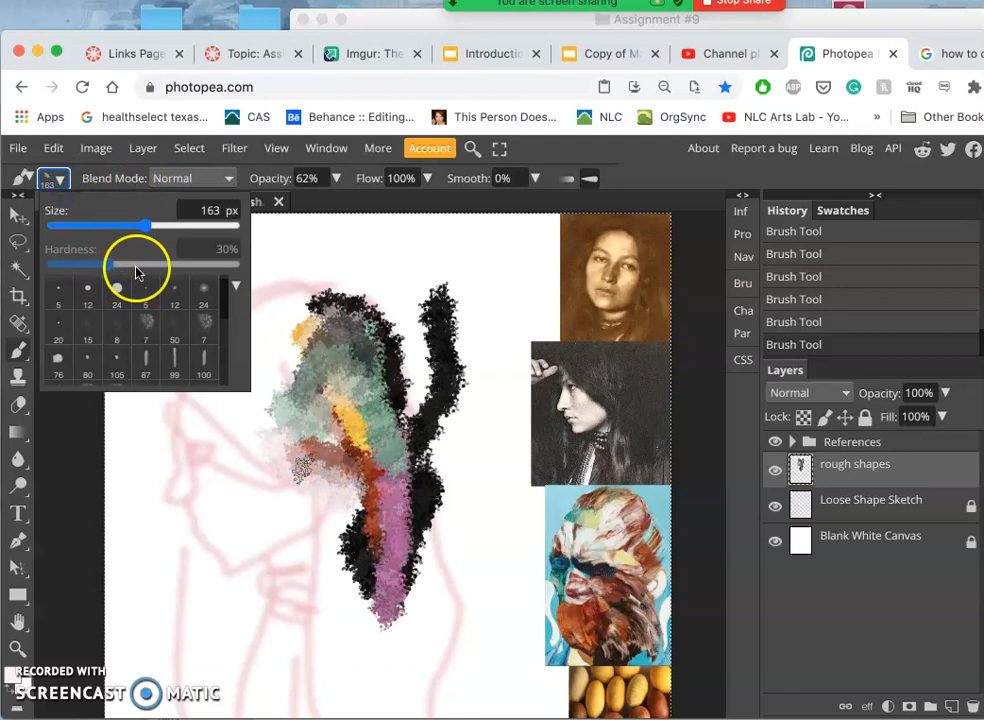 You are screen sharing
Stop Share
Assignment #9
Links Page
Topic: Assi
Imgur: The
Introductio
Copy of Ma
Channel pl
Photopea
how to c
photopea.com
Apps
healthselect texas...
CAS
Behance :: Editing...
This Person Does...
NLC
OrgSync
NLC Arts Lab - Yo...
»
Other Book
File Edit Image Layer Select Filter View Window More Account
About Report a bug Learn Blog API
163
Blend Mode: Normal
Opacity: 62%
Flow: 100%
Smooth: 0%
sh
Size: 163 px
Hardness: 30%
5 12 24 5 12 24
20 15 8 7 50 7
76 80 105 87 99 100
Inf
Pro
Nav
Bru
Cha
Par
CSS
History Swatches
Brush Tool
Brush Tool
Brush Tool
Brush Tool
Brush Tool
Brush Tool
Layers
Normal
Opacity: 100%
Lock:
Fill: 100%
References
rough shapes
Loose Shape Sketch
Blank White Canvas
eff
RECORDED WITH
SCREENCAST MATIC